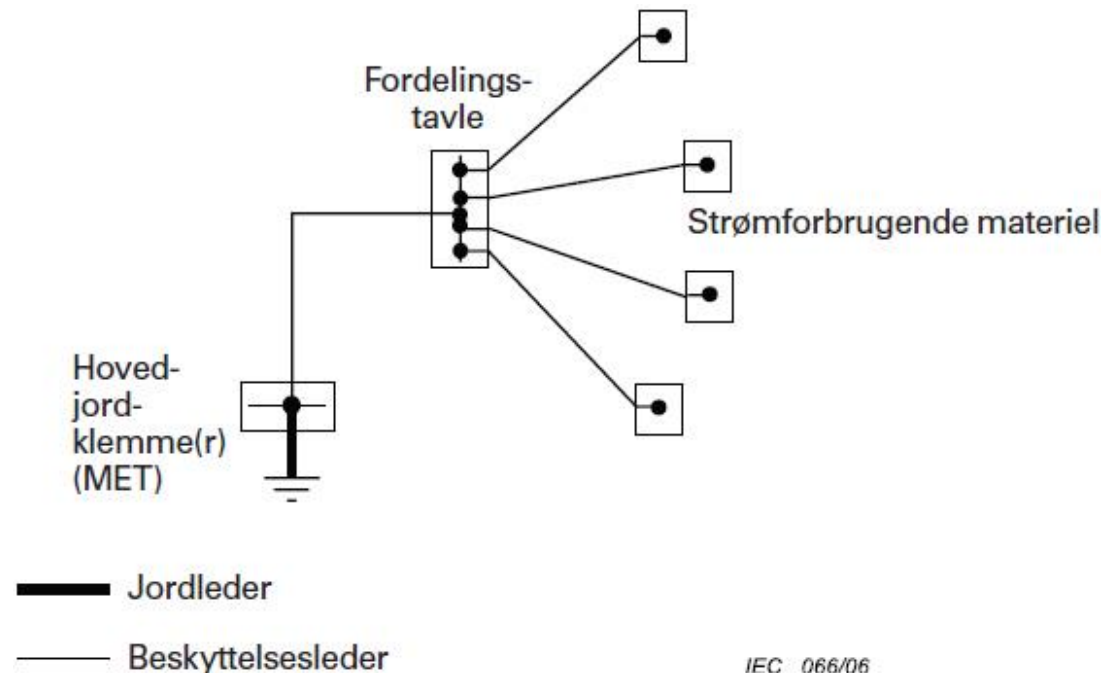 Fordelings-
tavle
Strømforbrugende materiel
Hoved-
jord-
klemme(r)
(MET)
Jordleder
Beskyttelsesleder
IEC 066/06